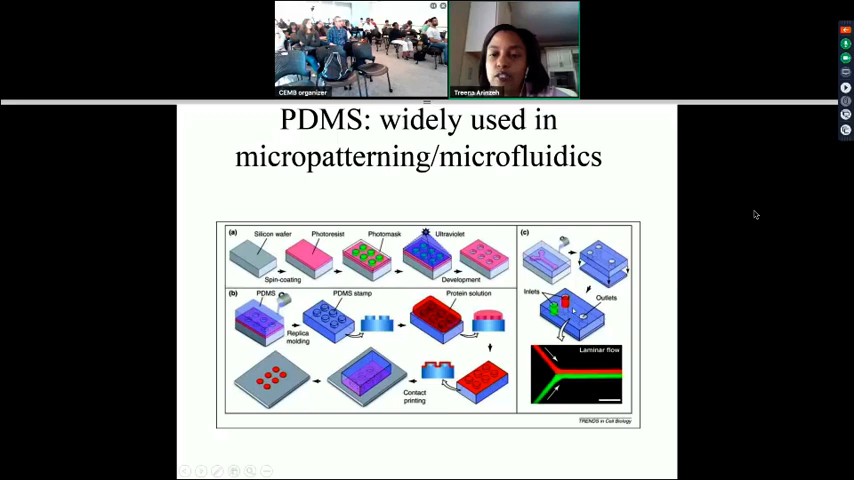 CEMB organizer
Treena Arinzeh
PDMS: widely used in
micropatterning/microfluidics
(a)
Silicon wafer
Photoresist
Photomask
Ultraviolet
Spin-coating
Development
(b)
PDMS
PDMS stamp
Protein solution
Replica
molding
Contact
printing
(c)
Inlets
Outlets
Laminar flow
TRENDS in Cell Biology